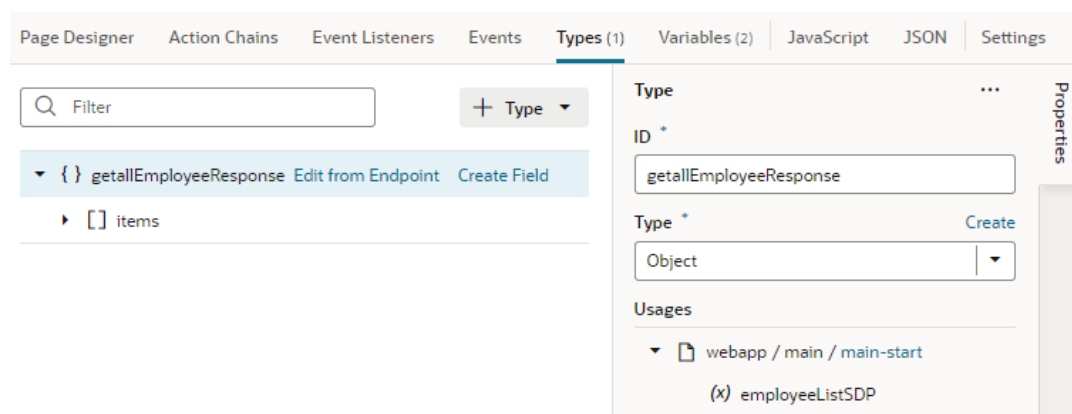 Page Designer Action Chains Event Listeners Events Types (1) Variables (2) JavaScript JSON Settings
Filter
+ Type
{ } getallEmployeeResponse Edit from Endpoint Create Field
[] items
Type ...
ID *
getallEmployeeResponse
Type * Create
Object
Usages
webapp / main / main-start
(x) employeeListSDP
Properties